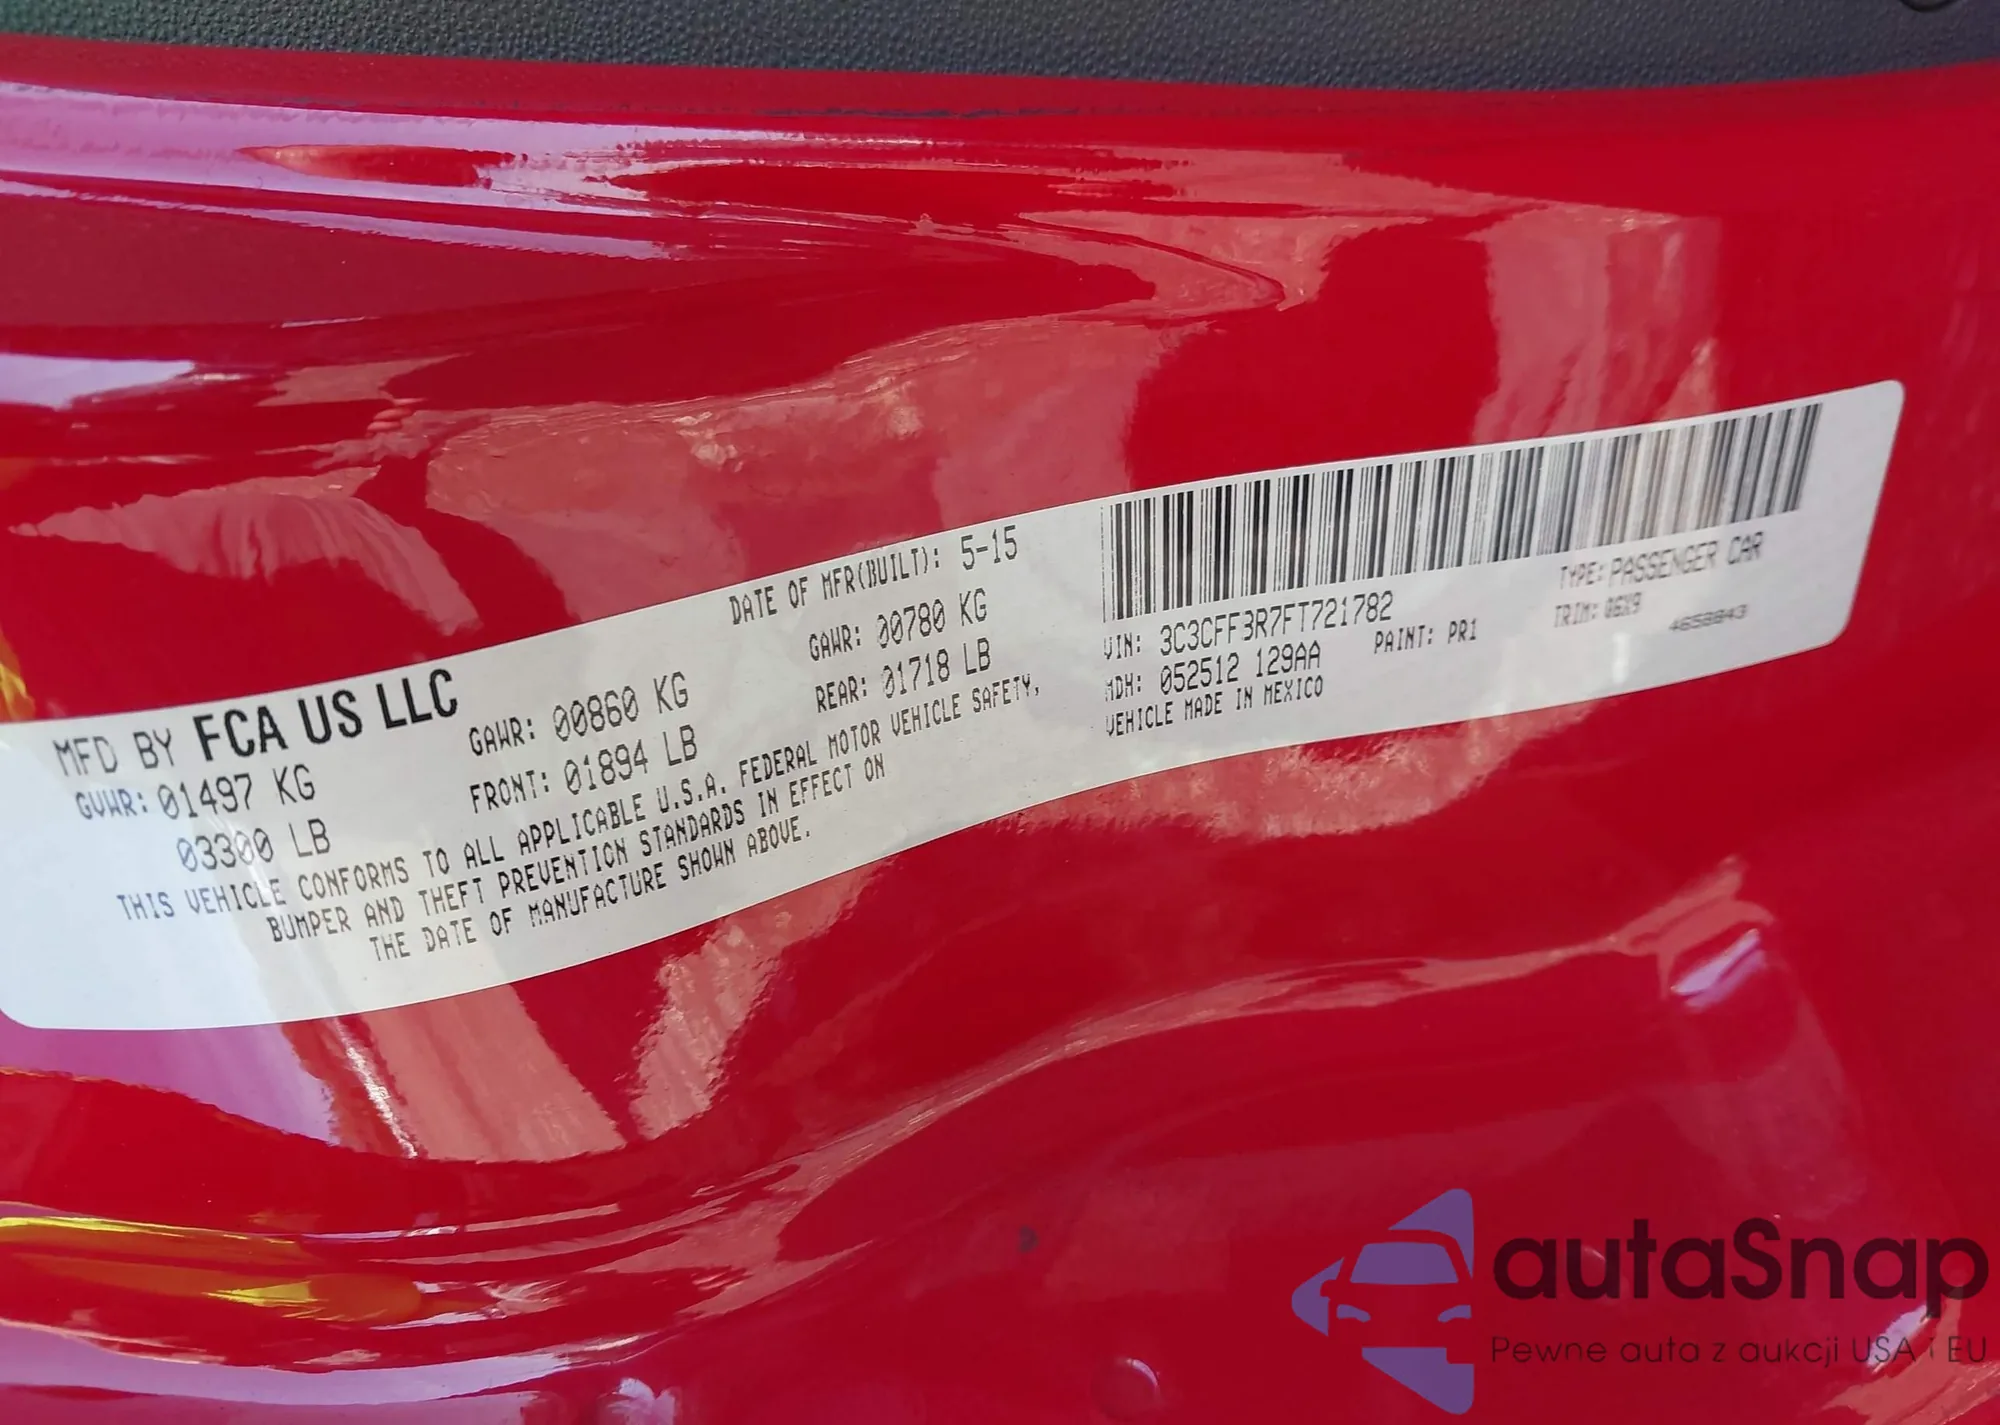 MFD BY FCA US LLC
DATE OF MFR(BUILT): 5-15
GVWR: 01497 KG
03300 LB
GAWR: 00860 KG
FRONT: 01894 LB
GAWR: 00780 KG
REAR: 01718 LB
THIS VEHICLE CONFORMS TO ALL APPLICABLE U.S.A. FEDERAL MOTOR VEHICLE SAFETY,
BUMPER AND THEFT PREVENTION STANDARDS IN EFFECT ON
THE DATE OF MANUFACTURE SHOWN ABOVE.
VIN: 3C3CFF3R7FT721782
TYPE: PASSENGER CAR
MDH: 052512 129AA
PAINT: PR1
TRIM: Q6X9
VEHICLE MADE IN MEXICO
4658843
autaSnap
Pewne auta z aukcji USA i EU